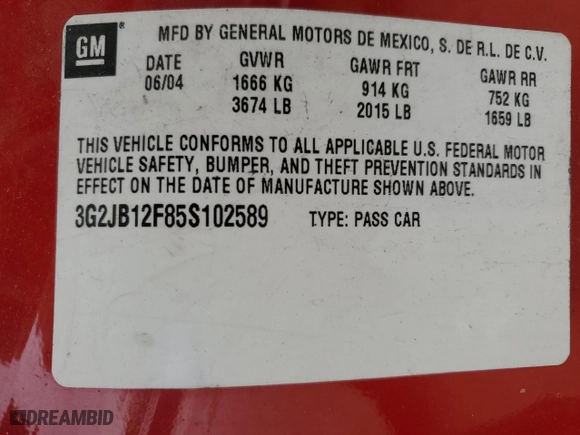 GM MFD BY GENERAL MOTORS DE MEXICO, S. DE R.L. DE C.V.
DATE GVWR GAWR FRT GAWR RR
06/04 1666 KG 914 KG 752 KG
3674 LB 2015 LB 1659 LB
THIS VEHICLE CONFORMS TO ALL APPLICABLE U.S. FEDERAL MOTOR
VEHICLE SAFETY, BUMPER, AND THEFT PREVENTION STANDARDS IN
EFFECT ON THE DATE OF MANUFACTURE SHOWN ABOVE.
3G2JB12F85S102589 TYPE: PASS CAR
DREAMBID